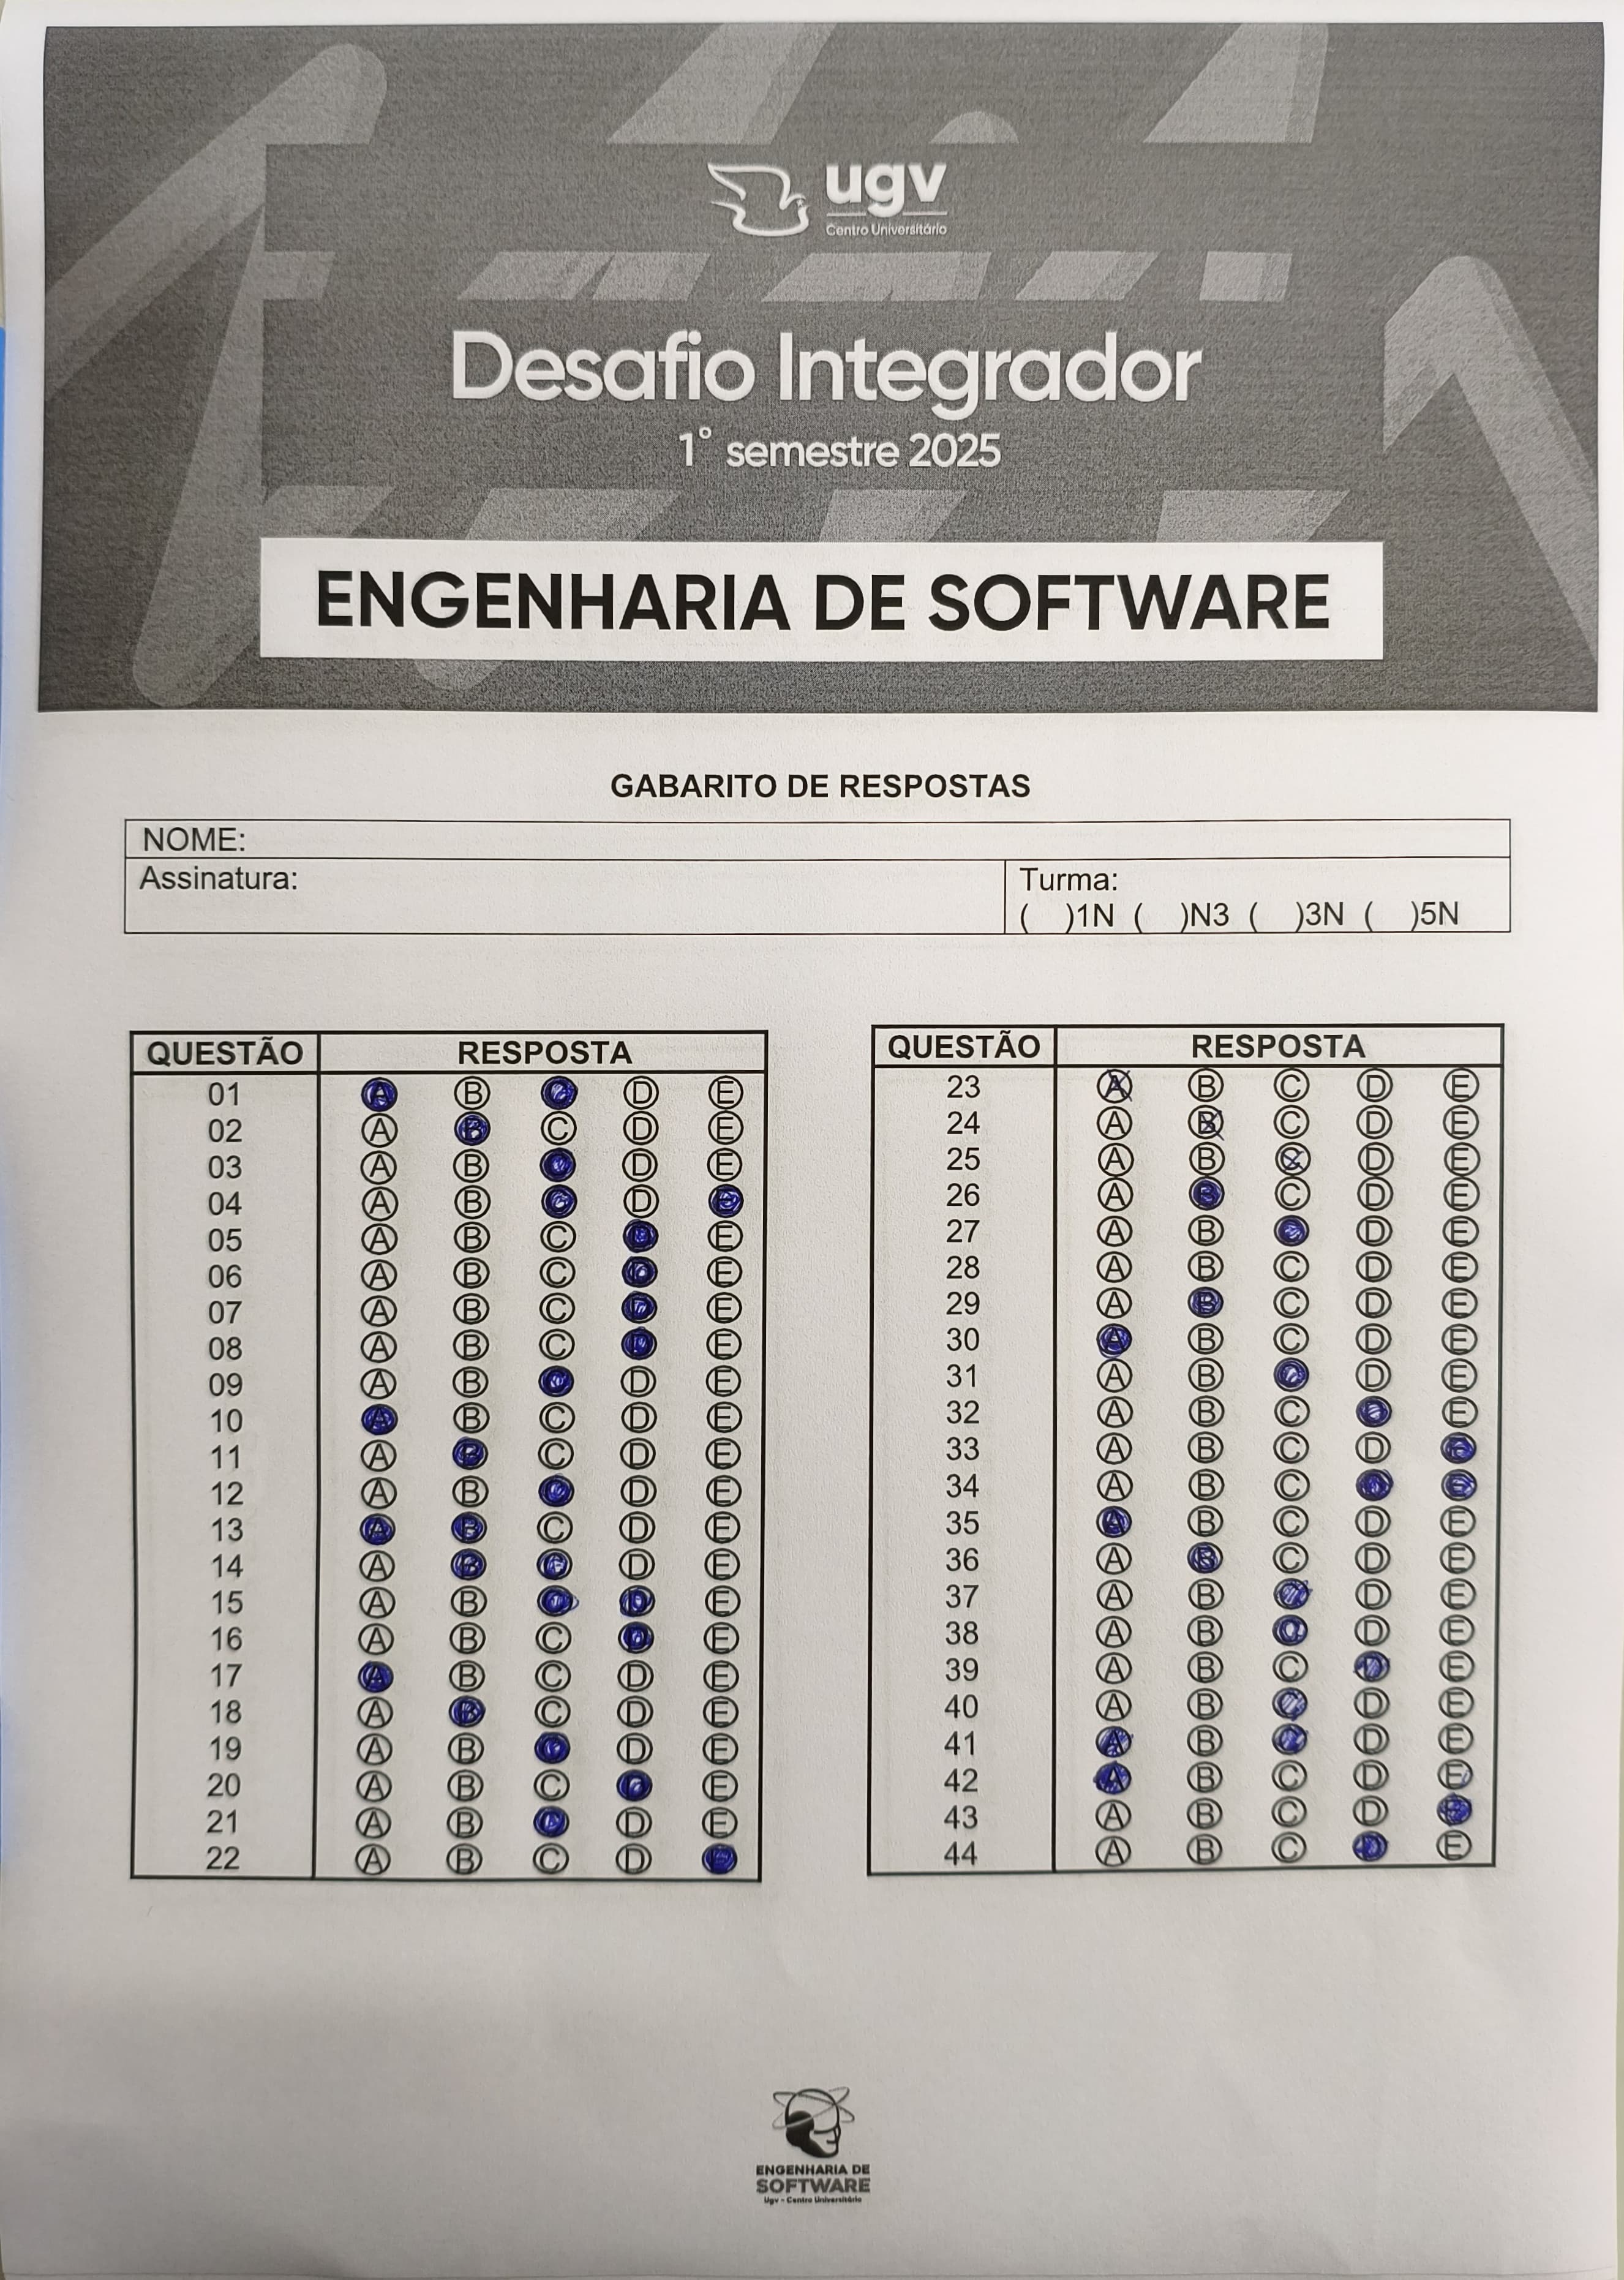 ugv
Centro Universitário
Desafio Integrador
1° semestre 2025
ENGENHARIA DE SOFTWARE
GABARITO DE RESPOSTAS
NOME:
Assinatura:
Turma:
( )1N ( )N3 ( )3N ( )5N
QUESTÃO RESPOSTA
01 A B C D E
02 A B C D E
03 A B C D E
04 A B C D E
05 A B C D E
06 A B C D E
07 A B C D E
08 A B C D E
09 A B C D E
10 A B C D E
11 A B C D E
12 A B C D E
13 A B C D E
14 A B C D E
15 A B C D E
16 A B C D E
17 A B C D E
18 A B C D E
19 A B C D E
20 A B C D E
21 A B C D E
22 A B C D E
QUESTÃO RESPOSTA
23 A B C D E
24 A B C D E
25 A B C D E
26 A B C D E
27 A B C D E
28 A B C D E
29 A B C D E
30 A B C D E
31 A B C D E
32 A B C D E
33 A B C D E
34 A B C D E
35 A B C D E
36 A B C D E
37 A B C D E
38 A B C D E
39 A B C D E
40 A B C D E
41 A B C D E
42 A B C D E
43 A B C D E
44 A B C D E
ENGENHARIA DE
SOFTWARE
Ugv - Centro Universitário